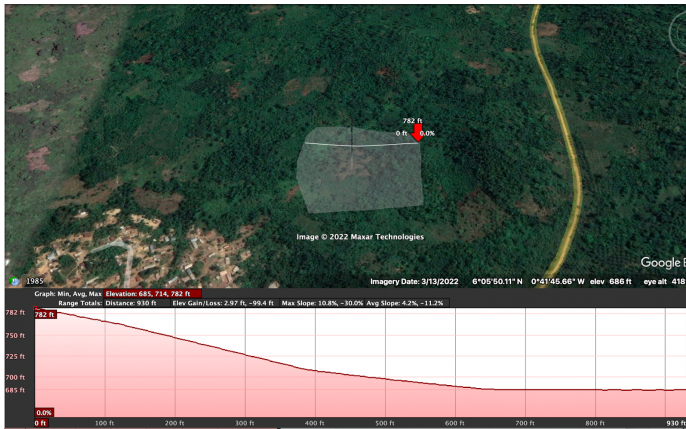 782 ft
0 ft 0.0%
Image © 2022 Maxar Technologies
Google E
1985
Imagery Date: 3/13/2022 6°05'50.11" N 0°41'45.66" W elev 686 ft eye alt 418
Graph: Min, Avg, Max Elevation: 685, 714, 782 ft
Range Totals: Distance: 930 ft Elev Gain/Loss: 2.97 ft, -99.4 ft Max Slope: 10.8%, -30.0% Avg Slope: 4.2%, -11.2%
782 ft
782 ft
750 ft
725 ft
700 ft
685 ft
0.0%
0 ft 100 ft 200 ft 300 ft 400 ft 500 ft 600 ft 700 ft 800 ft 930 ft